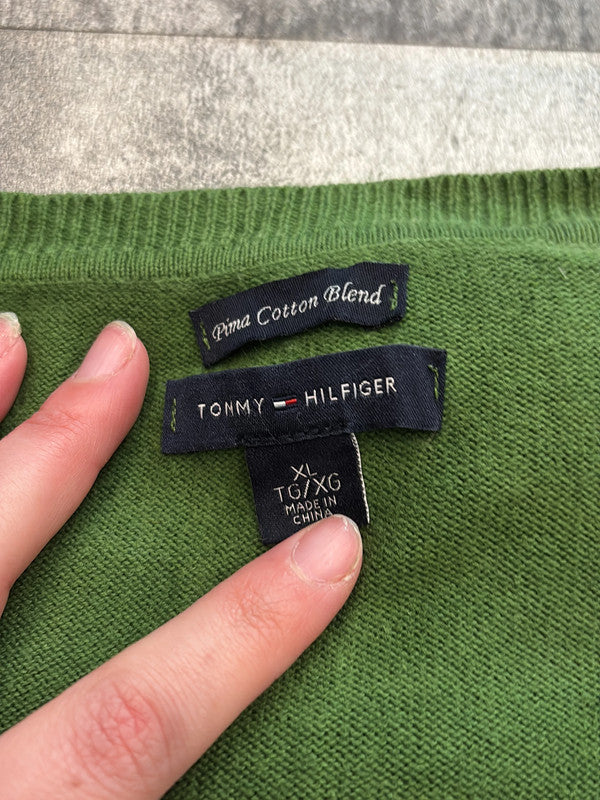 Pima Cotton Blend
TOMMY HILFIGER
XL
TG/XG
MADE IN
CHINA